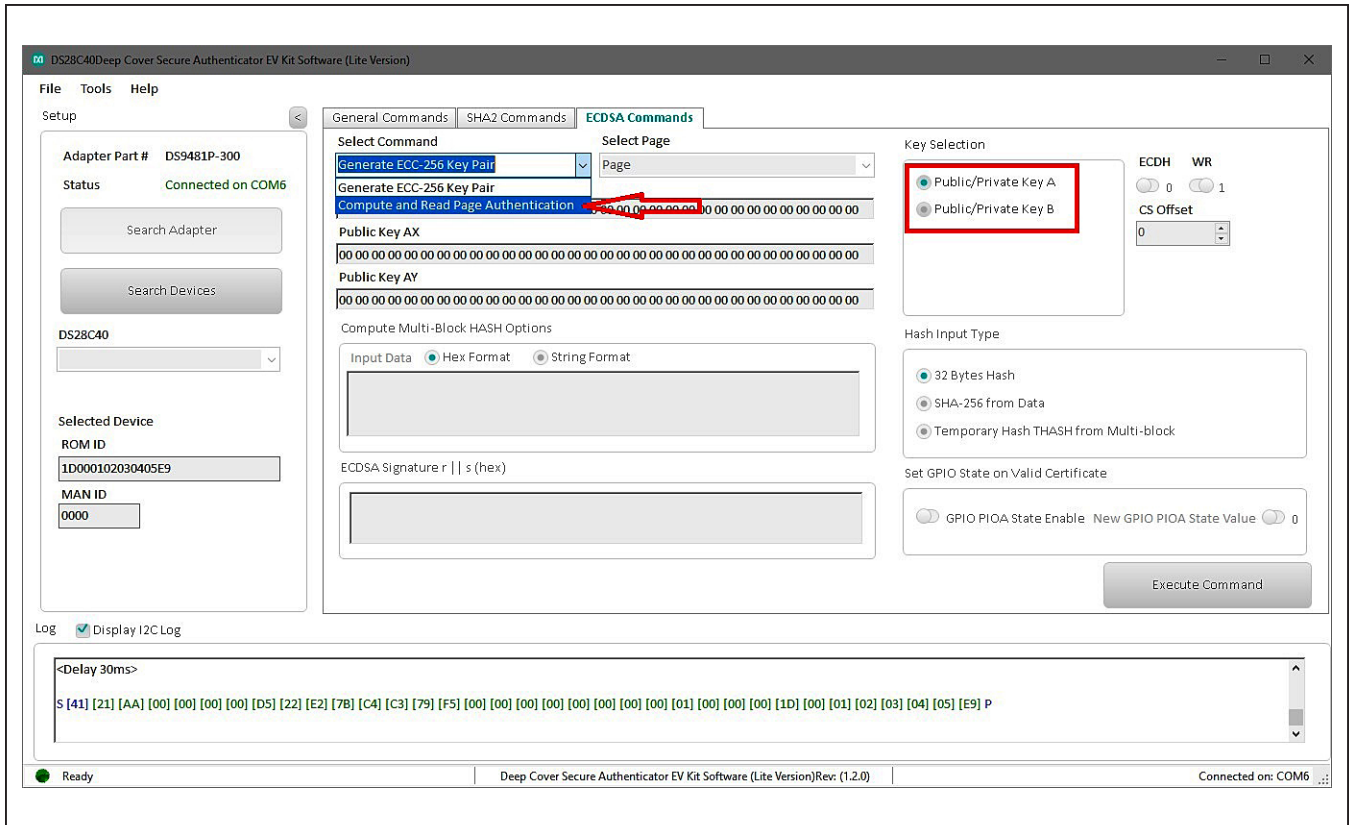 DS28C40Deep Cover Secure Authenticator EV Kit Software (Lite Version)
File Tools Help
Setup
<
Adapter Part # DS9481P-300
Status Connected on COM6
Search Adapter
Search Devices
DS28C40
Selected Device
ROM ID
1D000102030405E9
MAN ID
0000
General Commands SHA2 Commands ECDSA Commands
Select Command Select Page
Generate ECC-256 Key Pair Page
Generate ECC-256 Key Pair
Compute and Read Page Authentication
00 00 00 00 00 00 00 00 00 00 00 00 00 00 00 00
Public Key AX
00 00 00 00 00 00 00 00 00 00 00 00 00 00 00 00 00 00 00 00 00 00 00 00 00 00 00 00 00 00 00 00
Public Key AY
00 00 00 00 00 00 00 00 00 00 00 00 00 00 00 00 00 00 00 00 00 00 00 00 00 00 00 00 00 00 00 00
Compute Multi-Block HASH Options
Input Data Hex Format String Format
ECDSA Signature r || s (hex)
Key Selection
Public/Private Key A
Public/Private Key B
ECDH WR
0 1
CS Offset
0
Hash Input Type
32 Bytes Hash
SHA-256 from Data
Temporary Hash THASH from Multi-block
Set GPIO State on Valid Certificate
GPIO PIOA State Enable New GPIO PIOA State Value 0
Execute Command
Log Display I2C Log
<Delay 30ms>
S [41] [21] [AA] [00] [00] [00] [00] [D5] [22] [E2] [7B] [C4] [C3] [79] [F5] [00] [00] [00] [00] [00] [00] [00] [00] [01] [00] [00] [00] [1D] [00] [01] [02] [03] [04] [05] [E9] P
Ready Deep Cover Secure Authenticator EV Kit Software (Lite Version)Rev: (1.2.0) Connected on: COM6